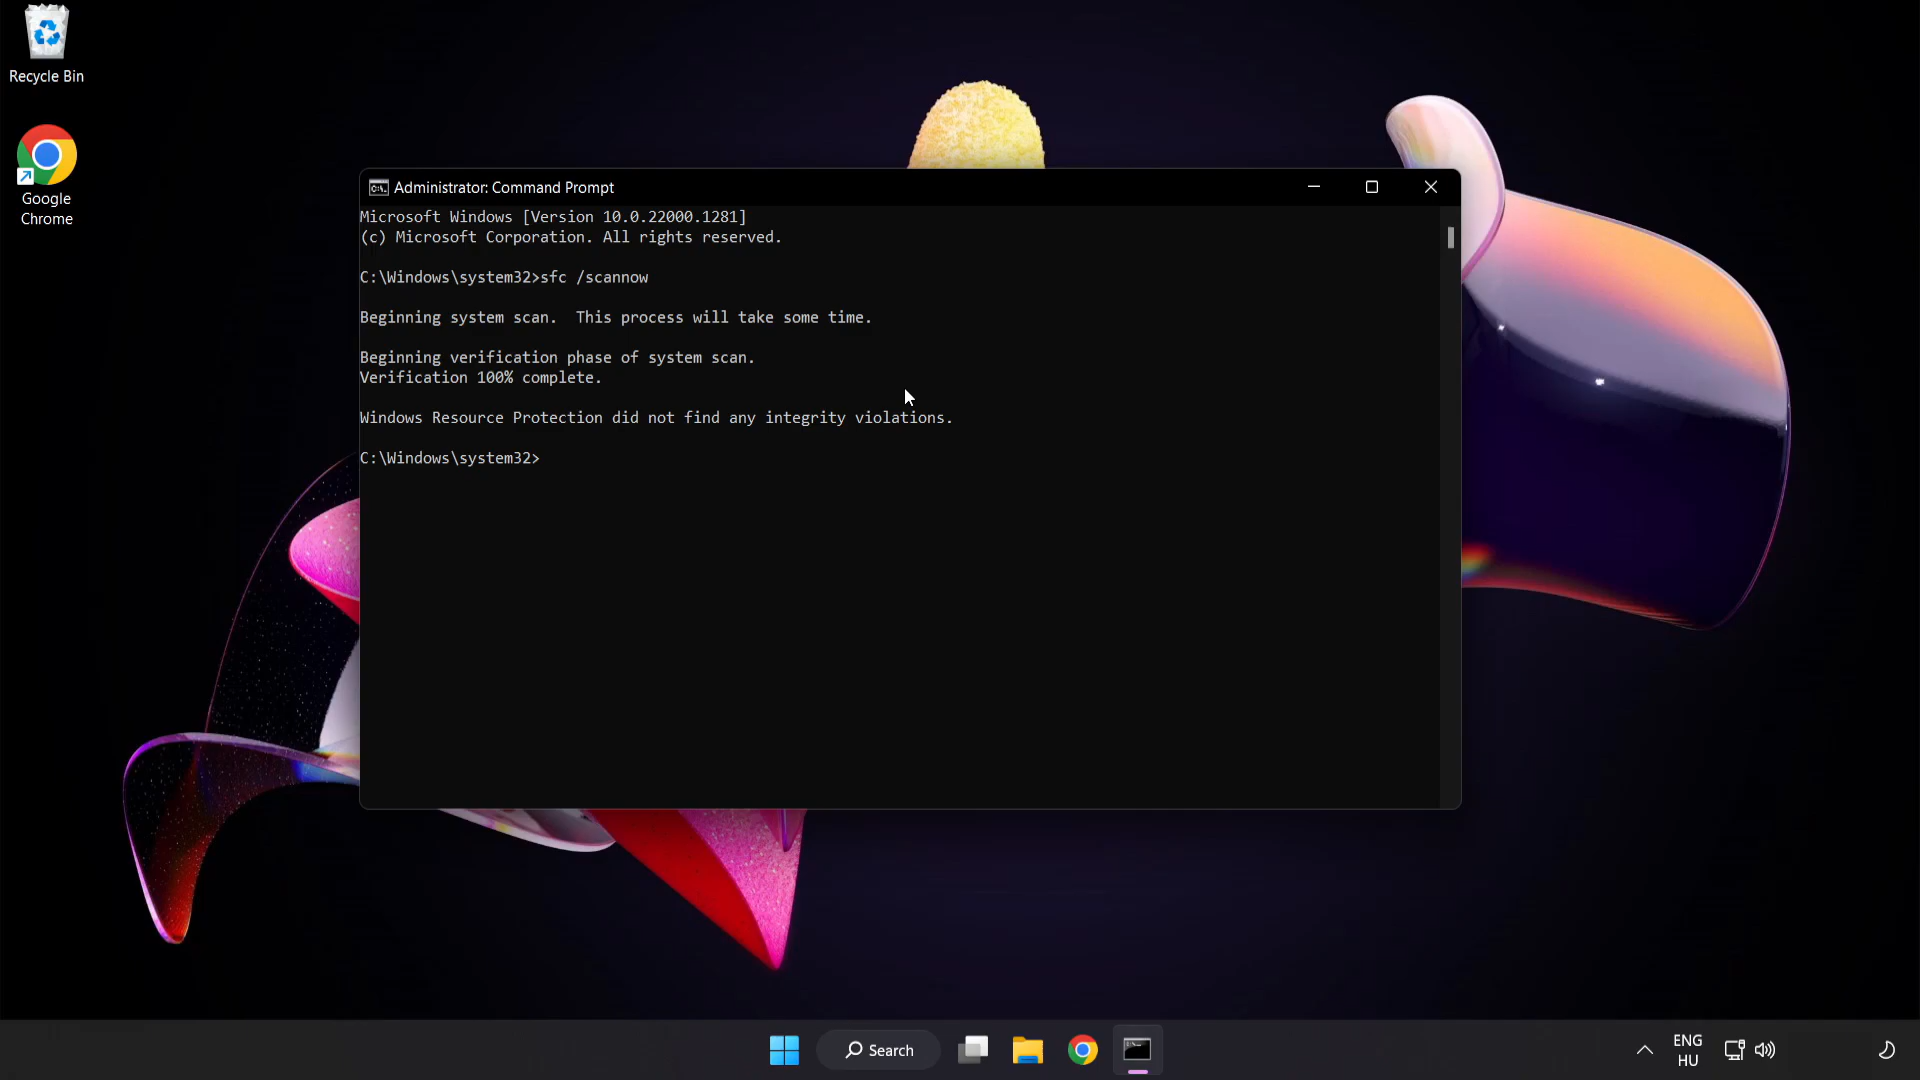 Recycle Bin
Google
Chrome
Administrator: Command Prompt
Microsoft Windows [Version 10.0.22000.1281]
(c) Microsoft Corporation. All rights reserved.
C:\Windows\system32>sfc /scannow
Beginning system scan.  This process will take some time.
Beginning verification phase of system scan.
Verification 100% complete.
Windows Resource Protection did not find any integrity violations.
C:\Windows\system32>
Search
ENG
HU